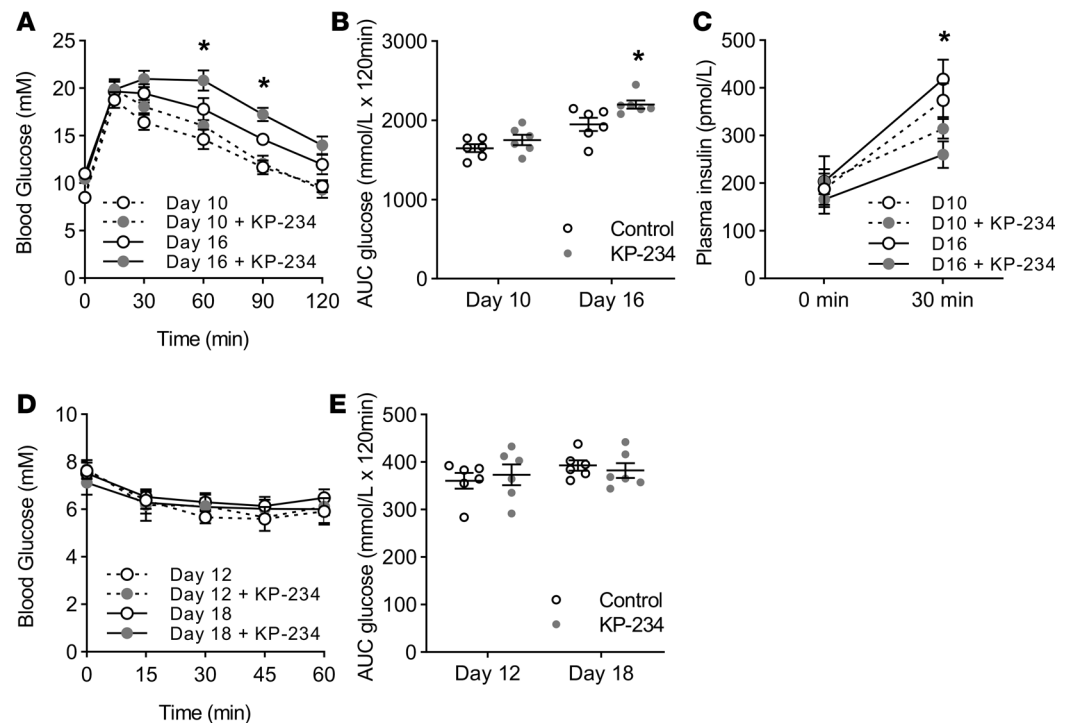 A
Blood Glucose (mM)
25
20
15
10
5
0
*
*
Day 10
Day 10 + KP-234
Day 16
Day 16 + KP-234
0 30 60 90 120
Time (min)
B
AUC glucose (mmol/L x 120min)
3000
2000
1000
0
*
Control
KP-234
Day 10 Day 16
C
Plasma insulin (pmol/L)
500
400
300
200
100
0
*
D10
D10 + KP-234
D16
D16 + KP-234
0 min 30 min
D
Blood Glucose (mM)
10
8
6
4
2
0
Day 12
Day 12 + KP-234
Day 18
Day 18 + KP-234
0 15 30 45 60
Time (min)
E
AUC glucose (mmol/L x 120min)
500
400
300
200
100
0
Control
KP-234
Day 12 Day 18